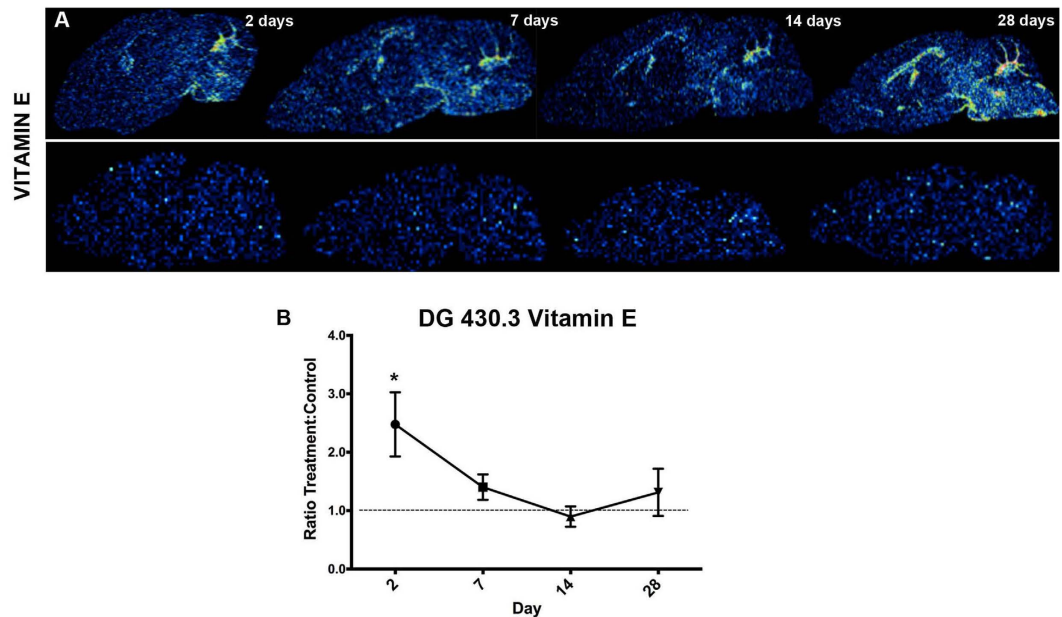 A
2 days
7 days
14 days
28 days
VITAMIN E
B
DG 430.3 Vitamin E
4.0
3.0
2.0
1.0
0.0
Ratio Treatment:Control
*
2
7
14
28
Day